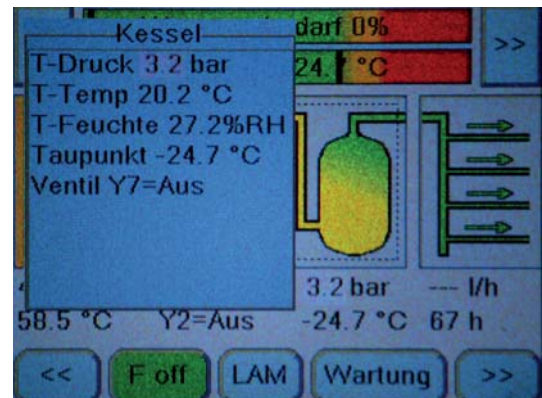 darf 0%
>>
24.7 °C
Kessel
T-Druck 3.2 bar
T-Temp 20.2 °C
T-Feuchte 27.2%RH
Taupunkt -24.7 °C
Ventil Y7=Aus
3.2 bar --- l/h
58.5 °C Y2=Aus -24.7 °C 67 h
<< F off LAM Wartung >>